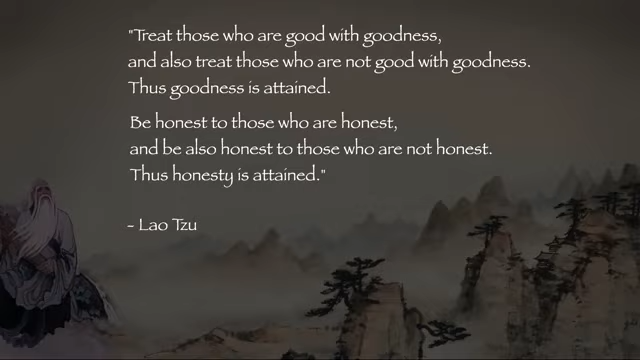 "Treat those who are good with goodness,
and also treat those who are not good with goodness.
Thus goodness is attained.
Be honest to those who are honest,
and be also honest to those who are not honest.
Thus honesty is attained."
- Lao Tzu